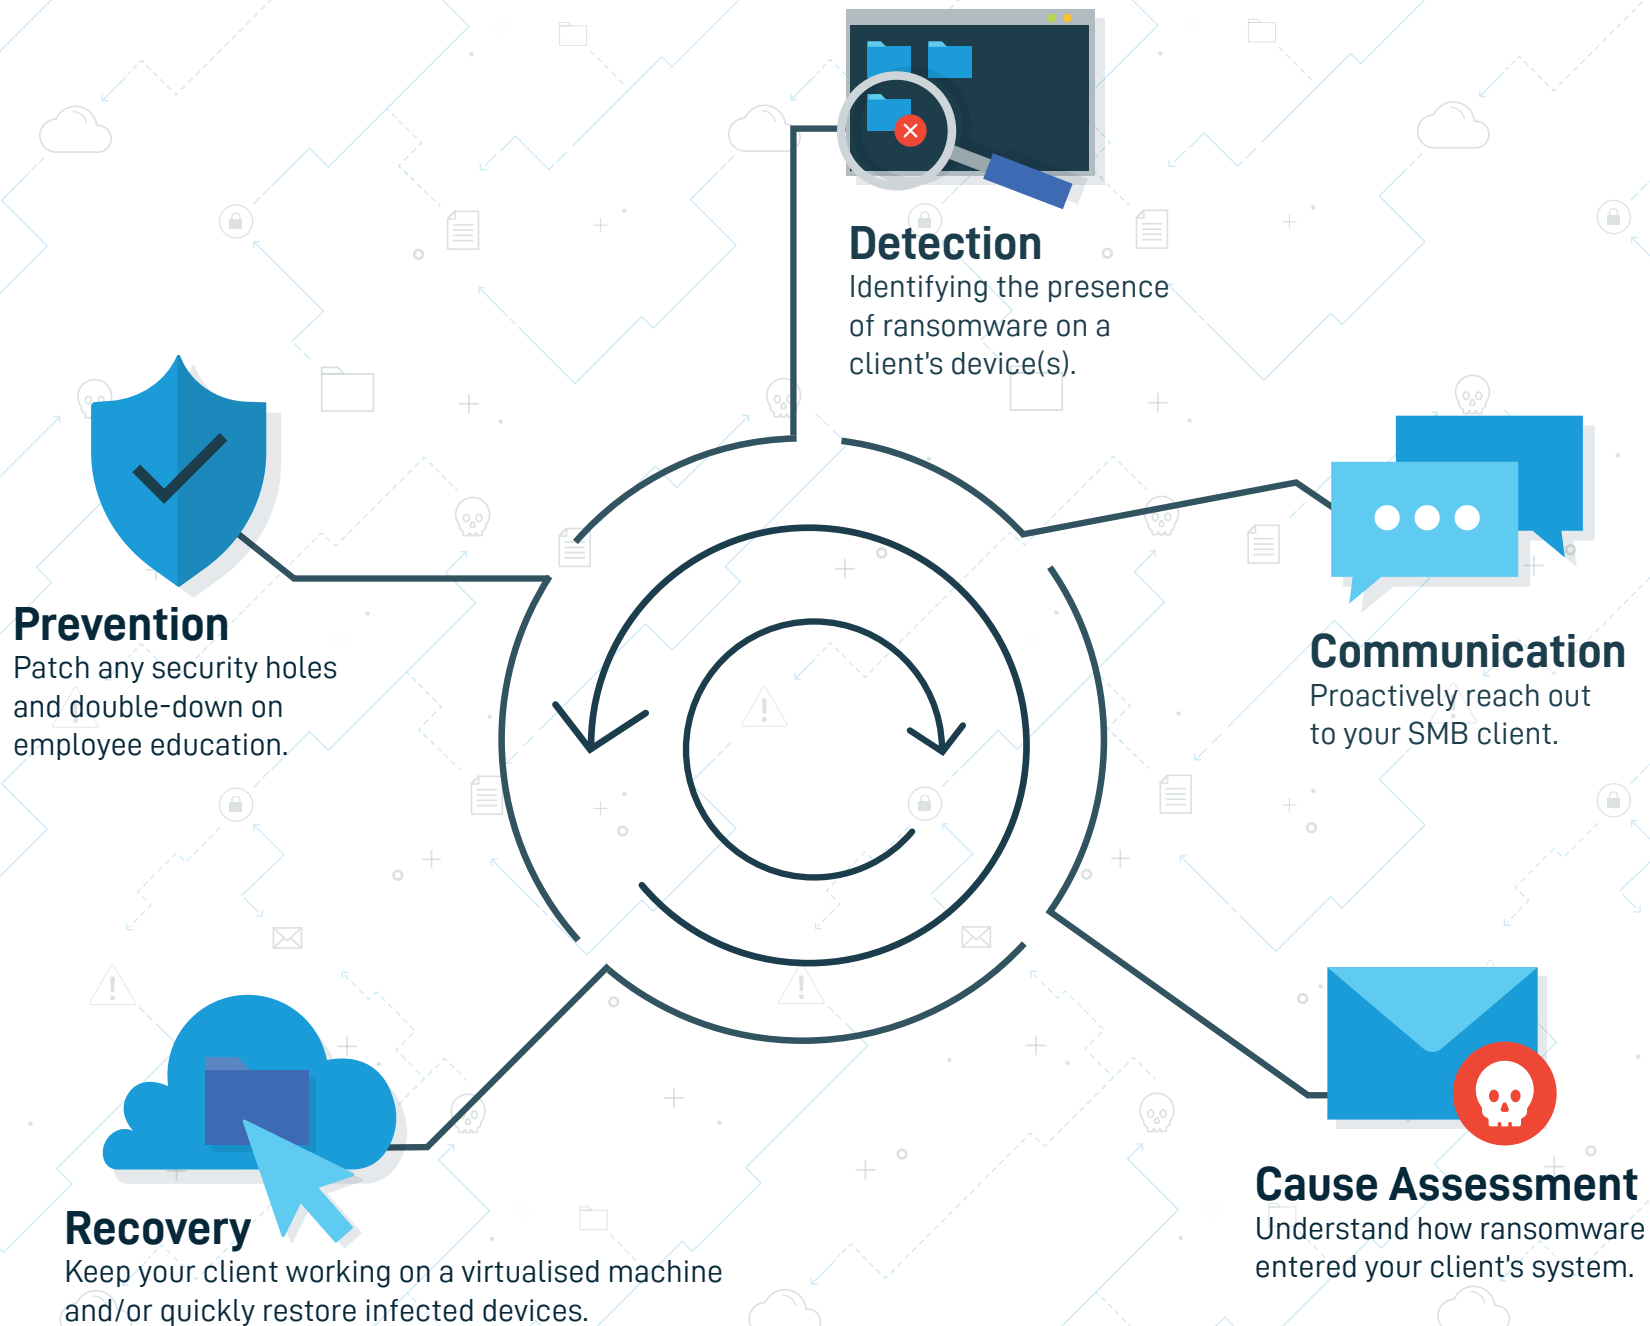 Detection
Identifying the presence
of ransomware on a
client's device(s).
Communication
Proactively reach out
to your SMB client.
Cause Assessment
Understand how ransomware
entered your client's system.
Recovery
Keep your client working on a virtualised machine
and/or quickly restore infected devices.
Prevention
Patch any security holes
and double-down on
employee education.